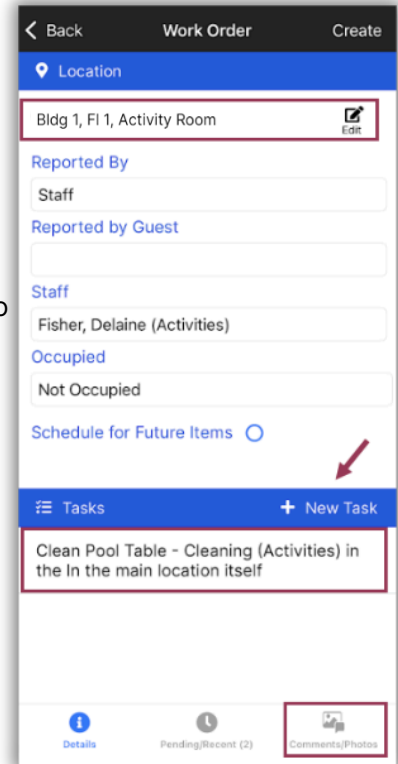 Back Work Order Create
Location
Bldg 1, Fl 1, Activity Room
Edit
Reported By
Staff
Reported by Guest
Staff
Fisher, Delaine (Activities)
Occupied
Not Occupied
Schedule for Future Items
Tasks + New Task
Clean Pool Table - Cleaning (Activities) in
the In the main location itself
Details Pending/Recent (2) Comments/Photos